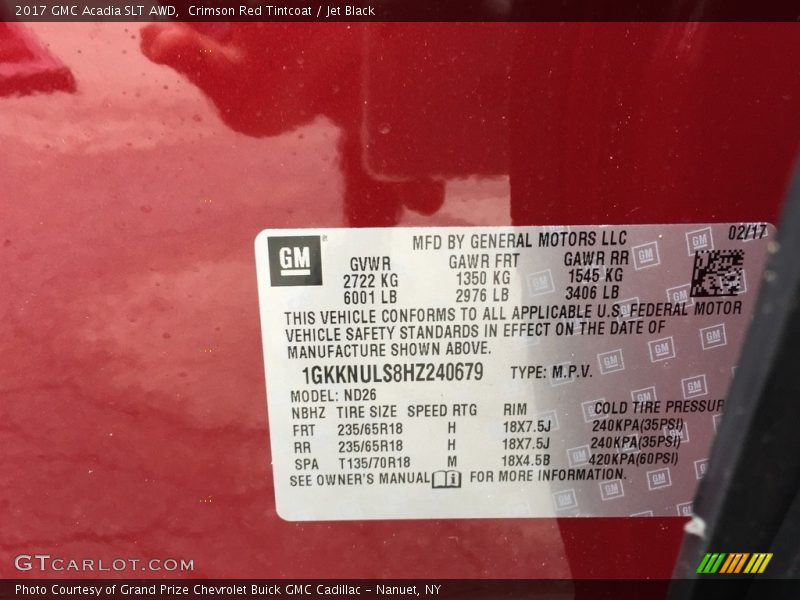 2017 GMC Acadia SLT AWD,  Crimson Red Tintcoat / Jet Black
GM
MFD BY GENERAL MOTORS LLC 02/17
GVWR GAWR FRT GAWR RR
2722 KG 1350 KG 1545 KG
6001 LB 2976 LB 3406 LB
THIS VEHICLE CONFORMS TO ALL APPLICABLE U.S. FEDERAL MOTOR
VEHICLE SAFETY STANDARDS IN EFFECT ON THE DATE OF
MANUFACTURE SHOWN ABOVE.
1GKKNULS8HZ240679 TYPE: M.P.V.
MODEL: ND26
NBHZ TIRE SIZE SPEED RTG RIM COLD TIRE PRESSUR
FRT 235/65R18 H 18X7.5J 240KPA(35PSI)
RR 235/65R18 H 18X7.5J 240KPA(35PSI)
SPA T135/70R18 M 18X4.5B 420KPA(60PSI)
SEE OWNER'S MANUAL i FOR MORE INFORMATION.
GTCARLOT.COM
Photo Courtesy of Grand Prize Chevrolet Buick GMC Cadillac - Nanuet, NY